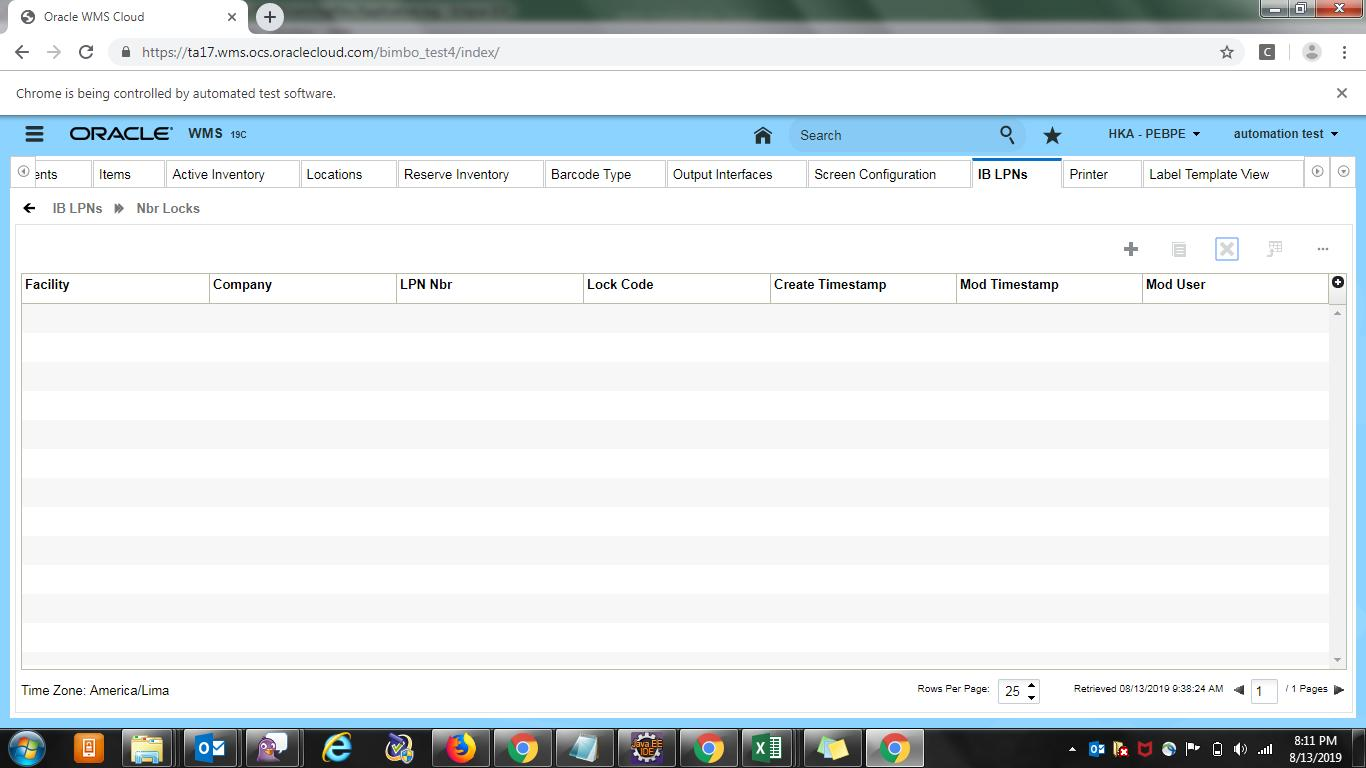 Oracle WMS Cloud
https://ta17.wms.ocs.oraclecloud.com/bimbo_test4/index/
C
Chrome is being controlled by automated test software.
ORACLE WMS 19C
Search
HKA - PEBPE
automation test
ents
Items
Active Inventory
Locations
Reserve Inventory
Barcode Type
Output Interfaces
Screen Configuration
IB LPNs
Printer
Label Template View
IB LPNs
Nbr Locks
Facility
Company
LPN Nbr
Lock Code
Create Timestamp
Mod Timestamp
Mod User
Time Zone: America/Lima
Rows Per Page: 25
Retrieved 08/13/2019 9:38:24 AM
1 / 1 Pages
Java EE
IDE
8:11 PM
8/13/2019